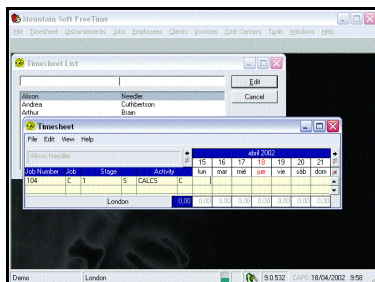 Mountain Soft FreeTime
File Timesheet Disbursements Jobs Employees Clients Invoices Cost Centers Tools Windows Help
Timesheet List
Edit
Cancel
Alison Needler
Andrea Cuthbertson
Arthur Brain
Timesheet
File Edit View Help
Alison Needler
abril 2002
15 16 17 18 19 20 21
Job Number Job Stage Activity lun mar mié jue vie sáb dom
104 C 1 S CALCS C
London 0,00 0,00 0,00 0,00 0,00 0,00 0,00
Demo London 9.0.532 CAPS 18/04/2002 9:58